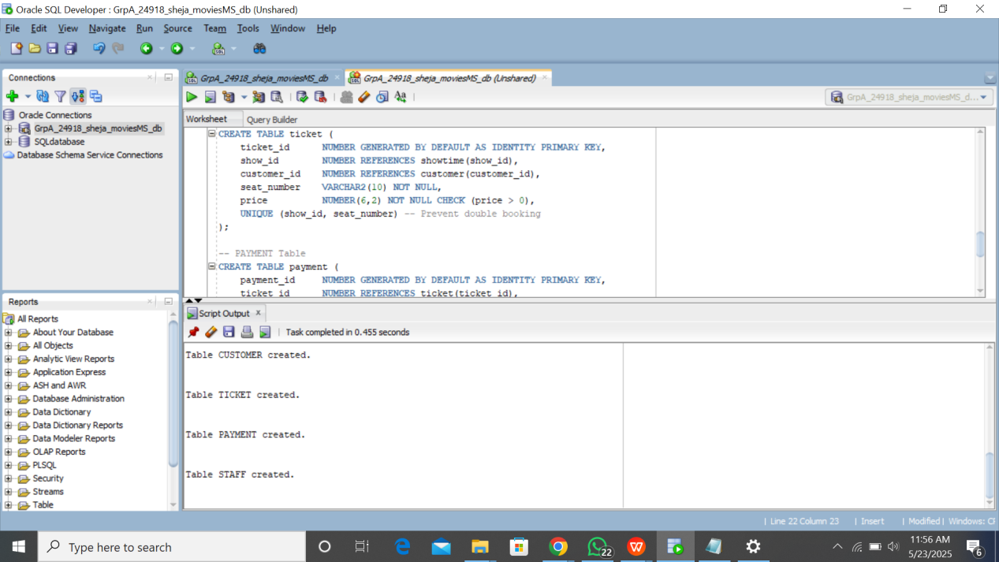 Oracle SQL Developer : GrpA_24918_sheja_moviesMS_db (Unshared)
File Edit View Navigate Run Source Team Tools Window Help
Connections
Oracle Connections
GrpA_24918_sheja_moviesMS_db
SQLdatabase
Database Schema Service Connections
Reports
All Reports
About Your Database
All Objects
Analytic View Reports
Application Express
ASH and AWR
Database Administration
Data Dictionary
Data Dictionary Reports
Data Modeler Reports
OLAP Reports
PLSQL
Security
Streams
Table
GrpA_24918_sheja_moviesMS_db GrpA_24918_sheja_moviesMS_db (Unshared)
GrpA_24918_sheja_moviesMS_d...
Worksheet Query Builder
CREATE TABLE ticket (
ticket_id NUMBER GENERATED BY DEFAULT AS IDENTITY PRIMARY KEY,
show_id NUMBER REFERENCES showtime(show_id),
customer_id NUMBER REFERENCES customer(customer_id),
seat_number VARCHAR2(10) NOT NULL,
price NUMBER(6,2) NOT NULL CHECK (price > 0),
UNIQUE (show_id, seat_number) -- Prevent double booking
);
-- PAYMENT Table
CREATE TABLE payment (
payment_id NUMBER GENERATED BY DEFAULT AS IDENTITY PRIMARY KEY,
ticket_id NUMBER REFERENCES ticket(ticket_id),
Script Output
Task completed in 0.455 seconds
Table CUSTOMER created.
Table TICKET created.
Table PAYMENT created.
Table STAFF created.
| Line 22 Column 23 | Insert | Modified | Windows: C
Type here to search
22
11:56 AM
5/23/2025
6